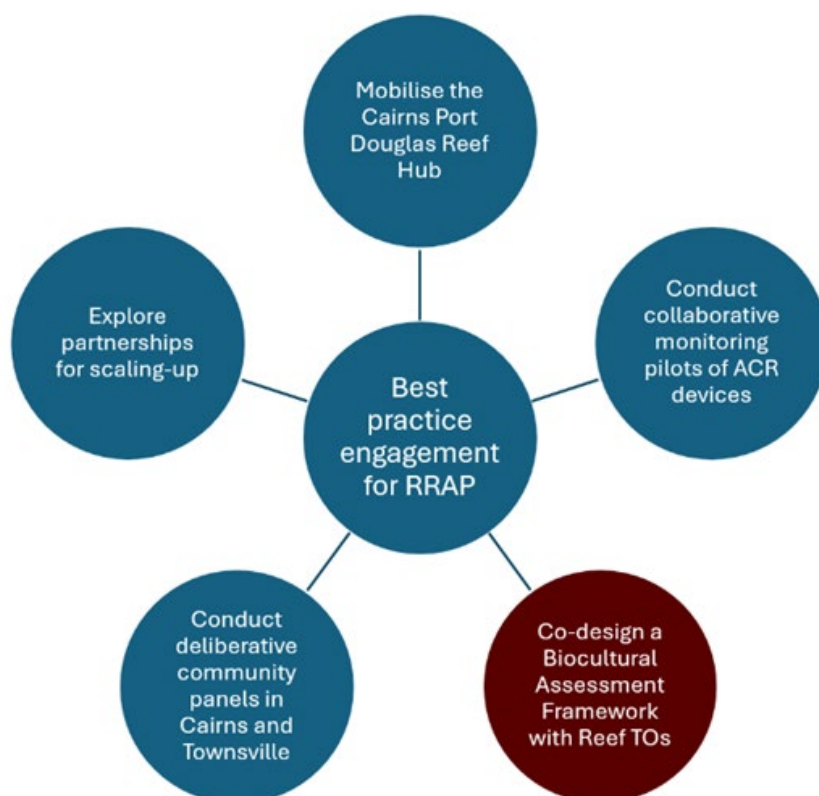 Mobilise the
Cairns Port
Douglas Reef
Hub
Explore
partnerships
for scaling-up
Conduct
collaborative
monitoring
pilots of ACR
devices
Best
practice
engagement
for RRAP
Conduct
deliberative
community
panels in
Cairns and
Townsville
Co-design a
Biocultural
Assessment
Framework
with Reef TOs